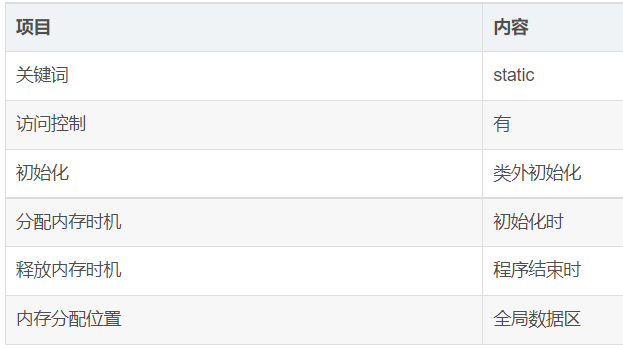 项目 内容
关键词 static
访问控制 有
初始化 类外初始化
分配内存时机 初始化时
释放内存时机 程序结束时
内存分配位置 全局数据区